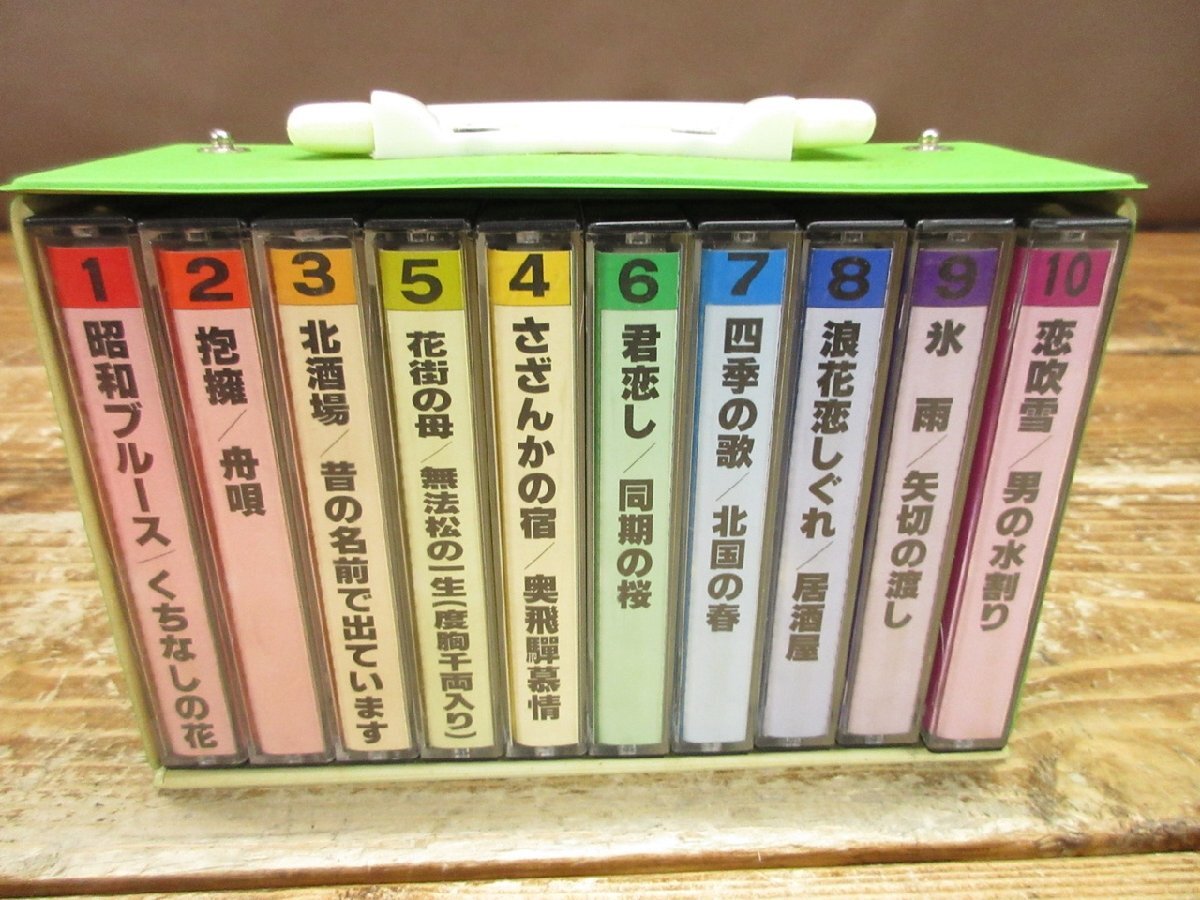 1
昭和ブルース/くちなしの花
2
抱擁/舟唄
3
北酒場/昔の名前で出ています
5
花街の母/無法松の一生(度胸千両入り)
4
さざんかの宿/奥飛騨慕情
6
君恋し/同期の桜
7
四季の歌/北国の春
8
浪花恋しぐれ/居酒屋
9
氷 雨/矢切の渡し
10
恋吹雪/男の水割り